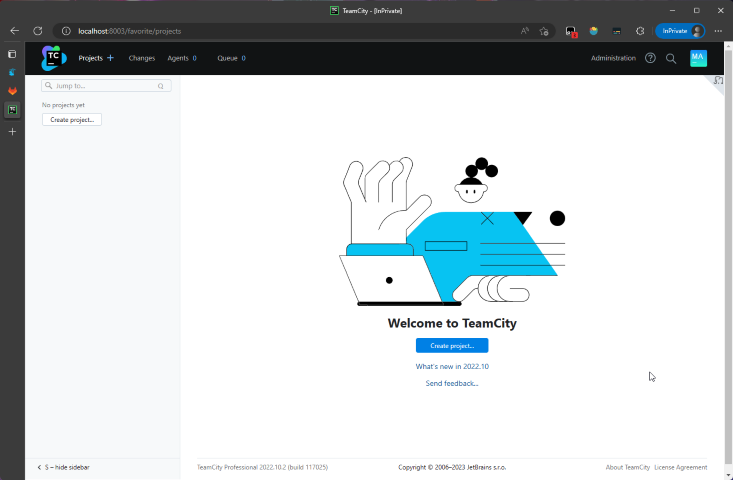 TC TeamCity - [InPrivate]
localhost:8003/favorite/projects
InPrivate
TC
Projects + Changes Agents 0 Queue 0
Administration
MA
Jump to...
No projects yet
Create project...
Welcome to TeamCity
Create project...
What's new in 2022.10
Send feedback...
S – hide sidebar
TeamCity Professional 2022.10.2 (build 117025)
Copyright © 2006–2023 JetBrains s.r.o.
About TeamCity License Agreement